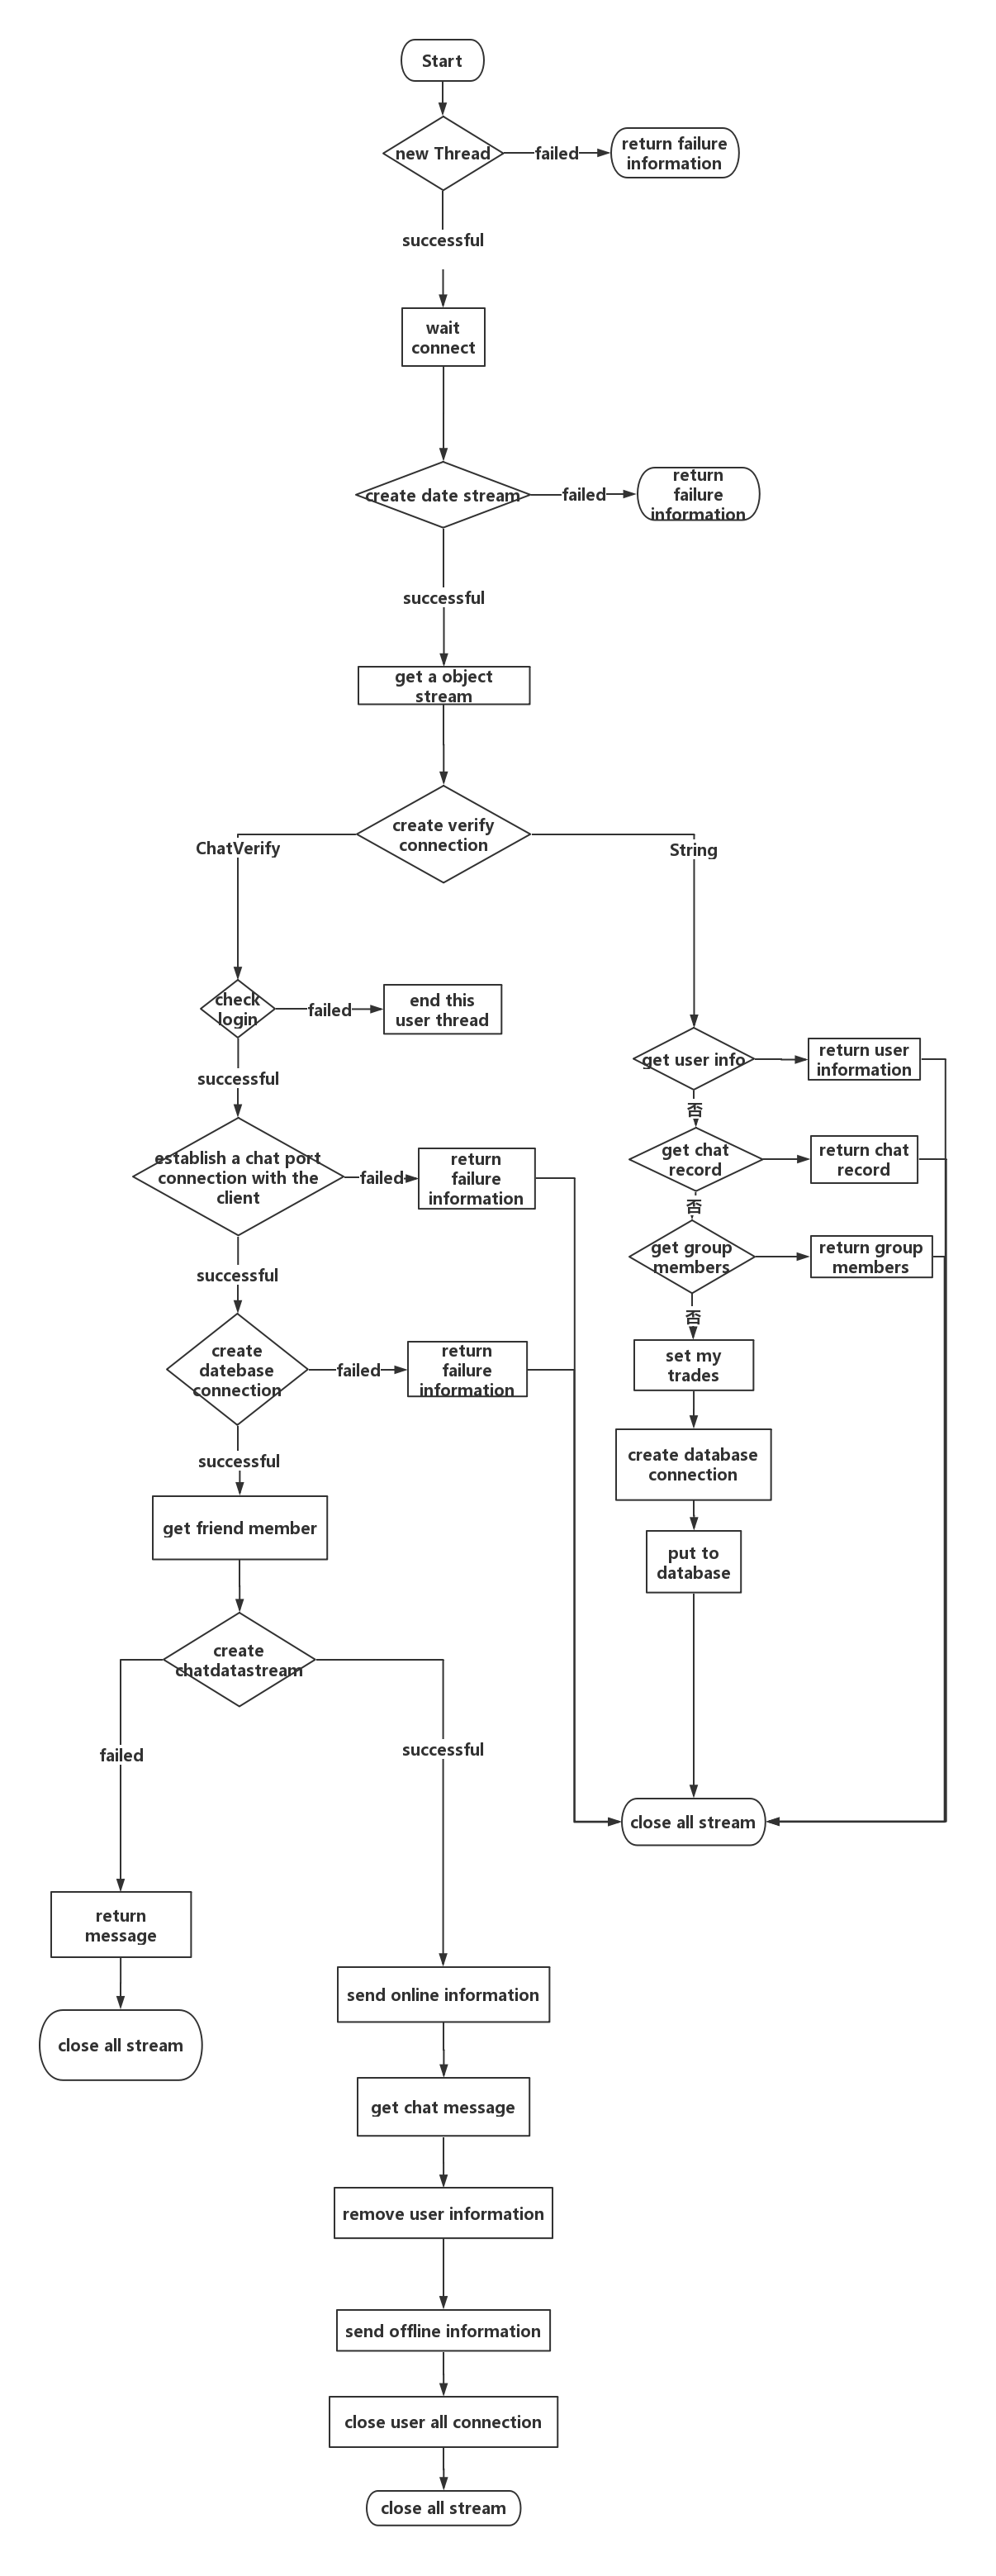 Start
new Thread
failed
return failure
information
successful
wait
connect
create date stream
failed
return
failure
information
successful
get a object
stream
create verify
connection
ChatVerify
String
check
login
failed
end this
user thread
get user info
return user
information
successful
否
establish a chat port
connection with the
client
failed
return
failure
information
get chat
record
return chat
record
否
get group
members
return group
members
successful
否
create
datebase
connection
failed
return
failure
information
set my
trades
successful
create database
connection
get friend member
put to
database
create
chatdatastream
failed
successful
close all stream
return
message
send online information
close all stream
get chat message
remove user information
send offline information
close user all connection
close all stream